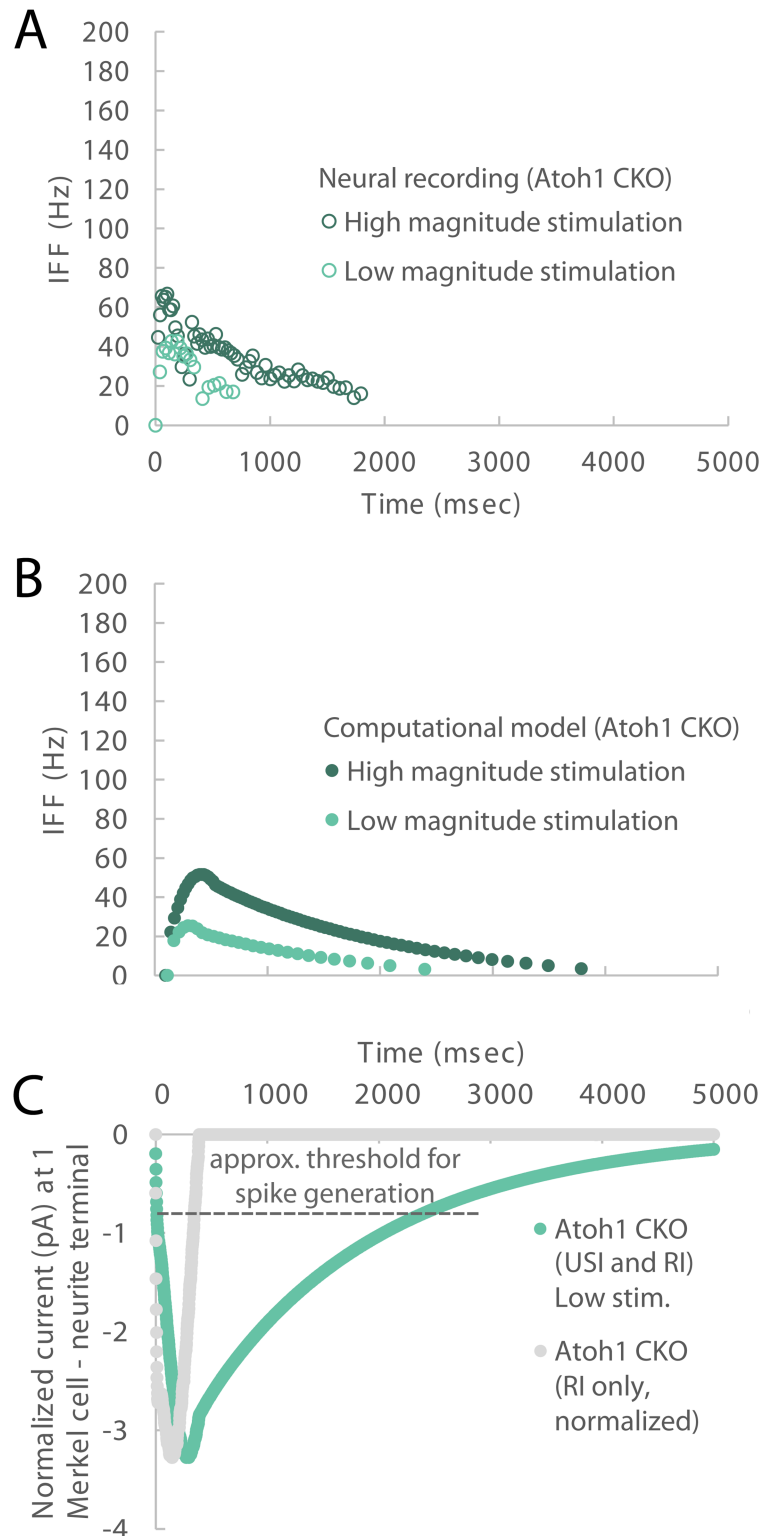 A
200
180
160
140
120
100
80
60
40
20
0
IFF (Hz)
Neural recording (Atoh1 CKO)
High magnitude stimulation
Low magnitude stimulation
0 1000 2000 3000 4000 5000
Time (msec)
B
200
180
160
140
120
100
80
60
40
20
0
IFF (Hz)
Computational model (Atoh1 CKO)
High magnitude stimulation
Low magnitude stimulation
Time (msec)
C
0 1000 2000 3000 4000 5000
0
-1
-2
-3
-4
Normalized current (pA) at 1
Merkel cell - neurite terminal
approx. threshold for
spike generation
Atoh1 CKO
(USI and RI)
Low stim.
Atoh1 CKO
(RI only,
normalized)